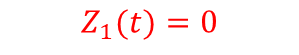 Z₁(t) = 0